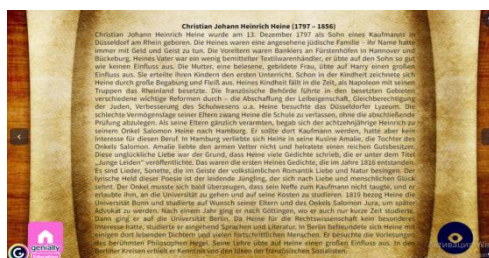 Christian Johann Heinrich Heine (1797 – 1856)
Christian Johann Heinrich Heine wurde am 13. Dezember 1797 als Sohn eines Kaufmanns in
Düsseldorf am Rhein geboren. Die Heines waren eine angesehene jüdische Familie - ihr Name hatte
immer mit Geld und Geist zu tun. Die Voreltern waren Bankiers an Fürstenhöfen in Hannover und
Bückeburg. Heines Vater war ein wenig bemittelter Textilwarenhändler, er übte auf den Sohn so gut
wie keinen Einfluss aus. Die Mutter, eine belesene, gebildete Frau, übte auf Harry einen großen
Einfluss aus. Sie erteilte ihren Kindern den ersten Unterricht. Schon in der Kindheit zeichnete sich
Heine durch große Begabung und Fleiß aus. Heines Kindheit fällt in die Zeit, als Napoleon mit seinen
Truppen das Rheinland besetzte. Die französische Behörde führte in den besetzten Gebieten
verschiedene wichtige Reformen durch – die Abschaffung der Leibeigenschaft, Gleichberechtigung
der Juden, Verbesserung des Schulwesens u.a. Heine besuchte das Düsseldorfer Lyzeum. Die
schlechte Vermögenslage seiner Eltern zwang Heine die Schule zu verlassen, ohne die abschließende
Prüfung abzulegen. Als seine Eltern gänzlich verarmten, begab sich der achtzehnjährige Heinrich zu
seinem Onkel Salomon Heine nach Hamburg. Er sollte dort Kaufmann werden, hatte aber kein
Interesse für diesen Beruf. In Hamburg verliebte sich Heine in seine Kusine Amalie, die Tochter des
Onkels Salomon. Amalie liebte den armen Vetter nicht und heiratete einen reichen Gutsbesitzer.
Diese unglückliche Liebe war der Grund, dass Heine viele Gedichte schrieb, die er unter dem Titel
„Junge Leiden“ veröffentlichte. Das waren die ersten Heines Gedichte, die im Jahre 1816 entstanden.
Es sind Lieder, Sonette, die im Geiste der volkstümlichen Romantik Liebe und Natur besingen. Der
lyrische Held dieser Poesie ist der leidende Jüngling, der sich nach Liebe und menschlichen Glück
sehnt. Der Onkel musste sich bald überzeugen, dass sein Neffe zum Kaufmann nicht taugte, und er
erlaubte ihm, an die Universität zu gehen und auf seine Kosten zu studieren. 1819 bezog Heine die
Universität Bonn und studierte auf Wunsch seiner Eltern und des Onkels Salomon Jura, um später
Advokat zu werden. Nach einem Jahr ging er nach Göttingen, wo er auch nur kurze Zeit studierte.
Dann ging er auf die Universität Berlin. Da Heine für die Rechtswissenschaft kein besonderes
Interesse hatte, studierte er eingehend Sprachen und Literatur. In Berlin befreundete sich Heine mit
einigen dort lebenden Dichtern und vielen fortschrittlichen Menschen. Er besuchte die Vorlesungen
des berühmten Philosophen Hegel. Seine Lehre übte auf Heine einen großen Einfluss aus. In den
Berliner Kreisen erhielt er Kenntnis von den Ideen der französischen Sozialisten.
genially